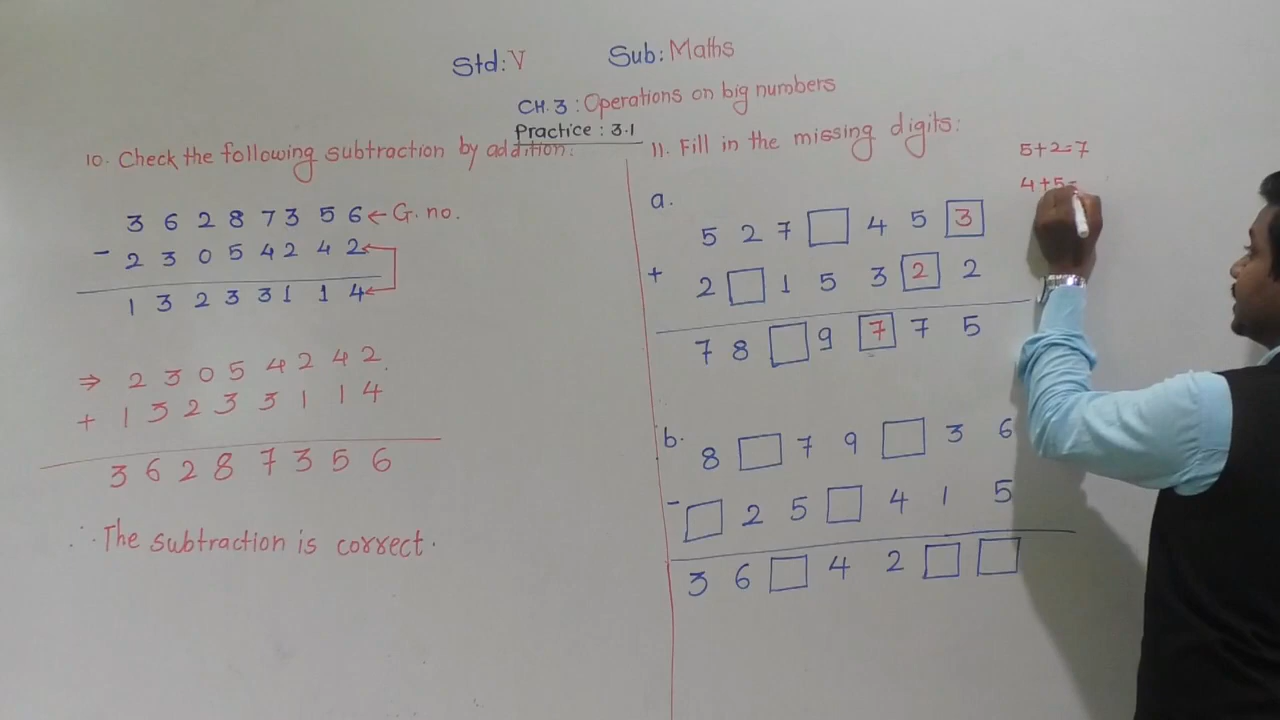 Std: V Sub: Maths
CH. 3 : Operations on big numbers
Practice : 3.1
10. Check the following subtraction by addition:
3 6 2 8 7 3 5 6 ← G. no.
- 2 3 0 5 4 2 4 2
1 3 2 3 3 1 1 4
⇒ 2 3 0 5 4 2 4 2
+ 1 3 2 3 3 1 1 4
3 6 2 8 7 3 5 6
∴ The subtraction is correct.
11. Fill in the missing digits:
a.
5 2 7 □ 4 5 3
+ 2 □ 1 5 3 2 2
7 8 □ 9 7 7 5
b.
8 □ 7 9 □ 3 6
- □ 2 5 □ 4 1 5
3 6 □ 4 2 □ □
5+2=7
4+5=